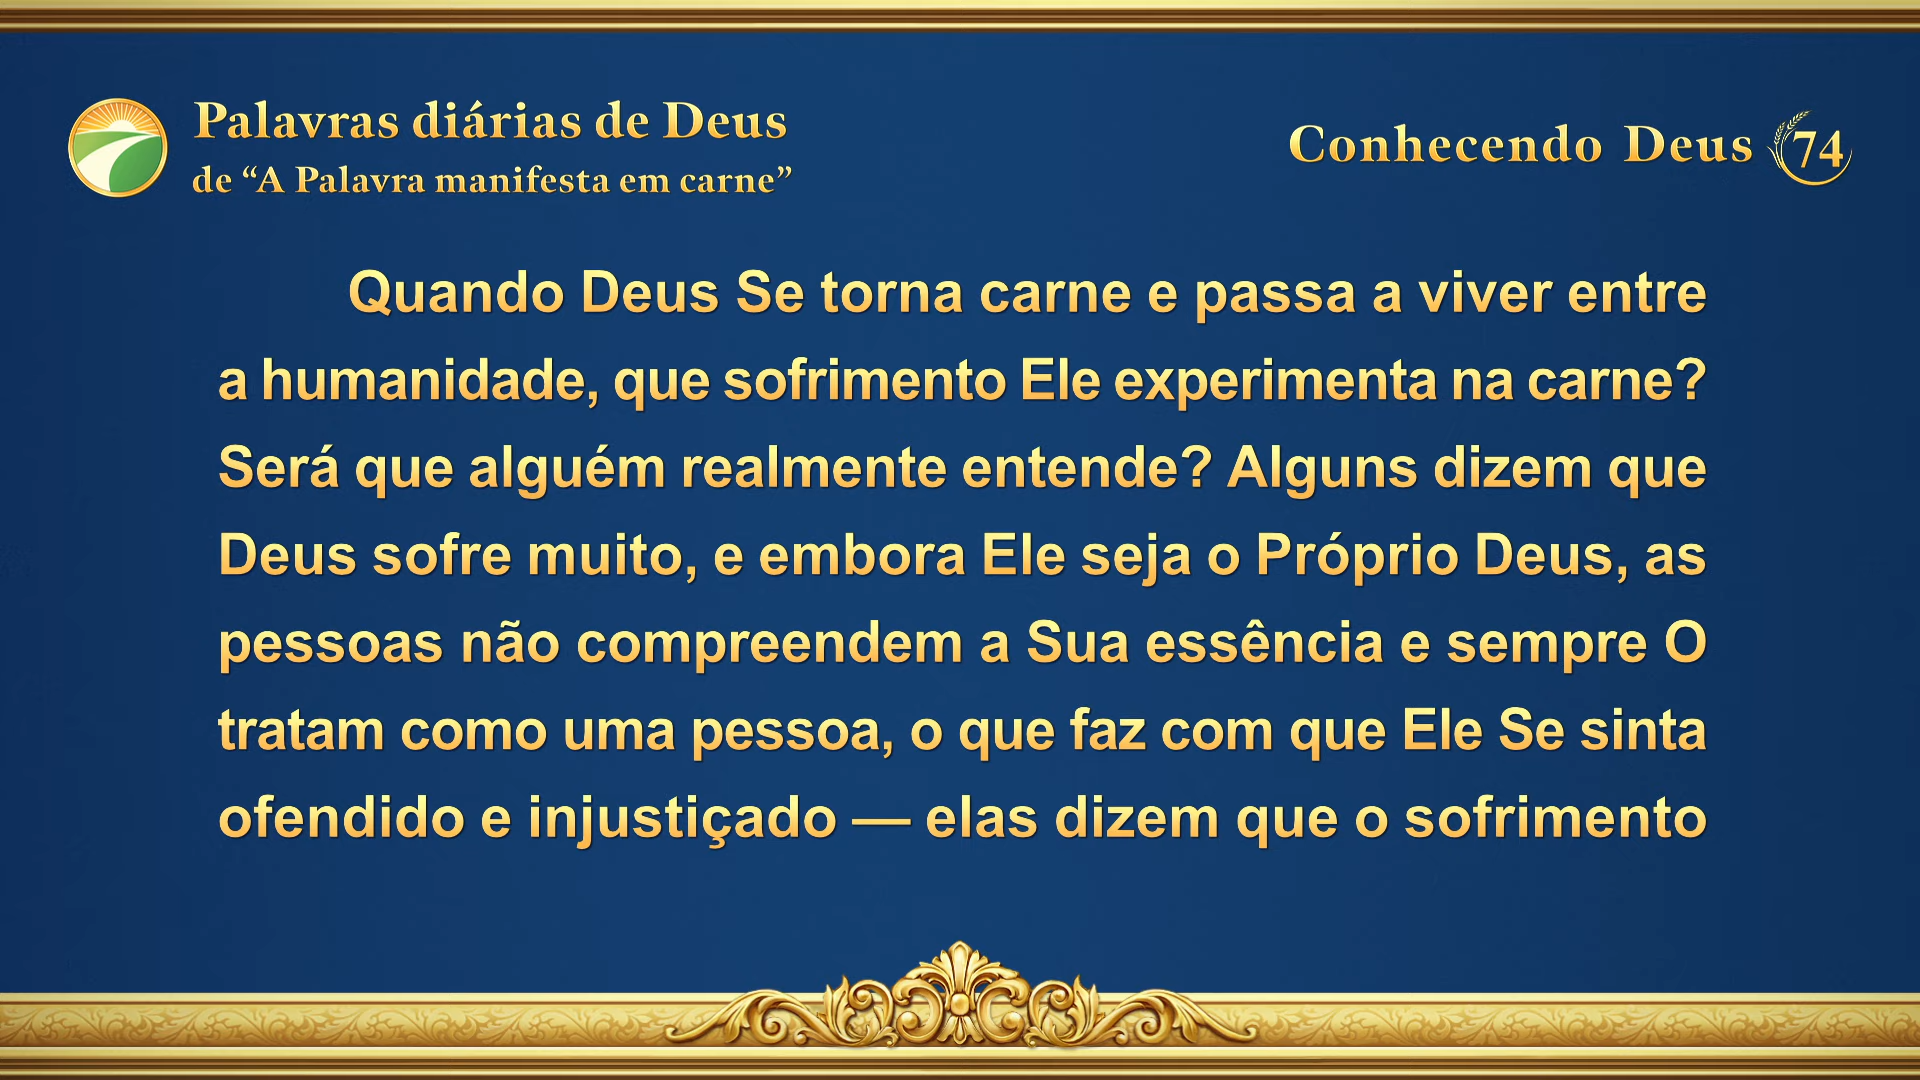 Palavras diárias de Deus
de “A Palavra manifesta em carne”
Conhecendo Deus 74
Quando Deus Se torna carne e passa a viver entre
a humanidade, que sofrimento Ele experimenta na carne?
Será que alguém realmente entende? Alguns dizem que
Deus sofre muito, e embora Ele seja o Próprio Deus, as
pessoas não compreendem a Sua essência e sempre O
tratam como uma pessoa, o que faz com que Ele Se sinta
ofendido e injustiçado — elas dizem que o sofrimento